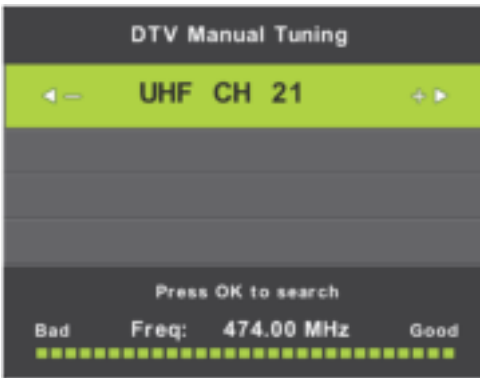 DTV Manual Tuning
UHF CH 21
Press OK to search
Bad Freq: 474.00 MHz Good